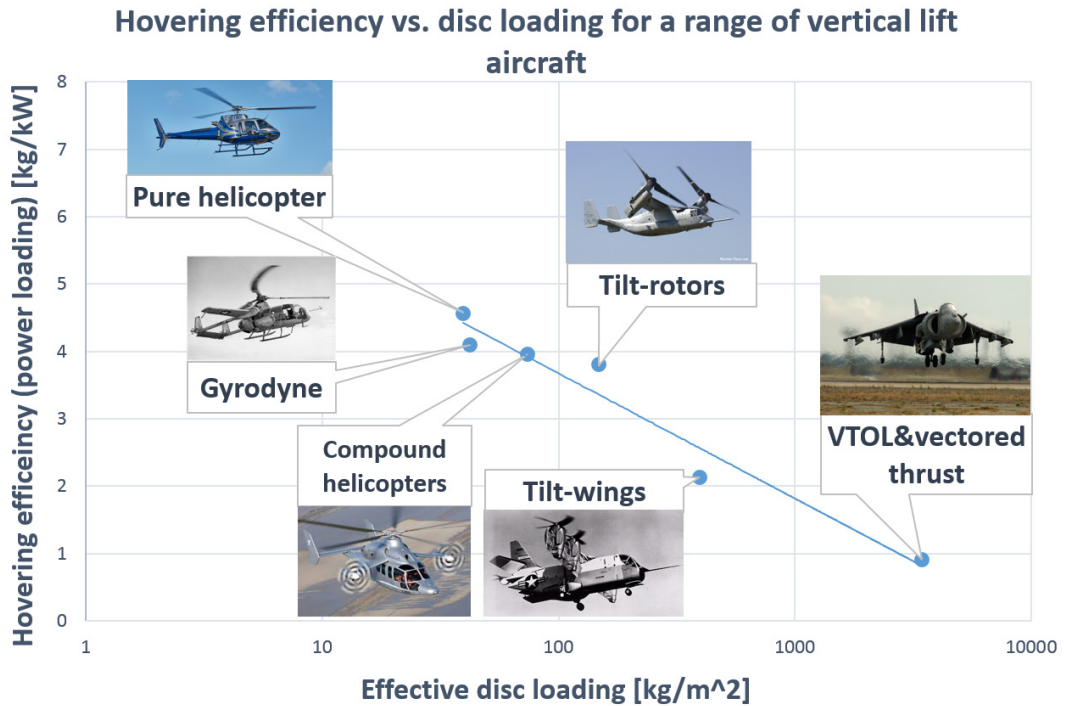 Hovering efficiency vs. disc loading for a range of vertical lift
aircraft
Hovering efficeincy (power loading) [kg/kW]
8
7
6
5
4
3
2
1
0
Pure helicopter
Tilt-rotors
Gyrodyne
VTOL&vectored
thrust
Compound
helicopters
Tilt-wings
1
10
100
1000
10000
Effective disc loading [kg/m^2]